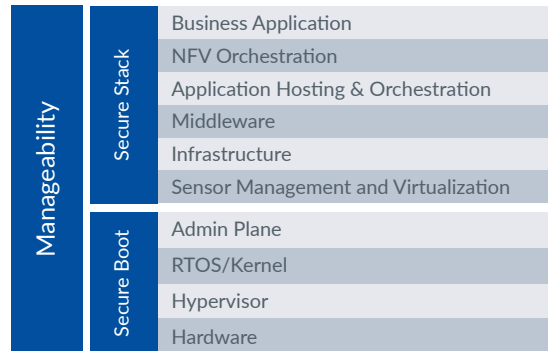 Manageability
Secure Stack
Business Application
NFV Orchestration
Application Hosting & Orchestration
Middleware
Infrastructure
Sensor Management and Virtualization
Secure Boot
Admin Plane
RTOS/Kernel
Hypervisor
Hardware